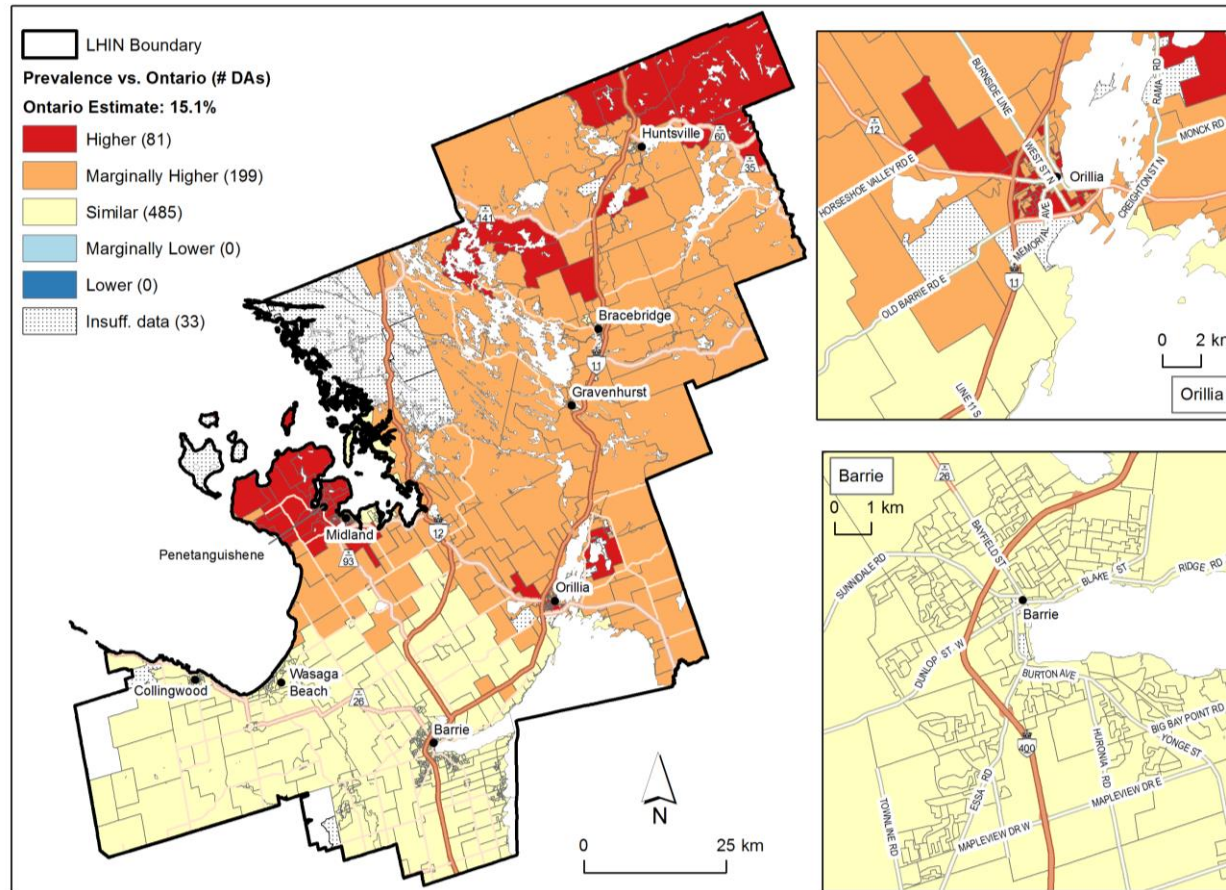 LHIN Boundary
Prevalence vs. Ontario (# DAs)
Ontario Estimate: 15.1%
Higher (81)
Marginally Higher (199)
Similar (485)
Marginally Lower (0)
Lower (0)
Insuff. data (33)
Huntsville
60
35
141
Bracebridge
11
Gravenhurst
Midland
Penetanguishene
93
12
Orillia
Collingwood
Wasaga
Beach
26
Barrie
N
0 25 km
BURNSIDE LINE
RAMA RD
12
MONCK RD
WEST ST N
Orillia
HORSESHOE VALLEY RD E
CREIGHTON ST N
MEMORIAL AVE
OLD BARRIE RD E
11
LINE 11 S
0 2 km
Orillia
Barrie
0 1 km
26
BAYFIELD ST
SUNNIDALE RD
BLAKE ST
RIDGE RD
Barrie
DUNLOP ST W
BURTON AVE
BIG BAY POINT RD
YONGE ST
HURONIA RD
400
ESSA RD
TOWNLINE RD
MAPLEVIEW DR E
MAPLEVIEW DR W